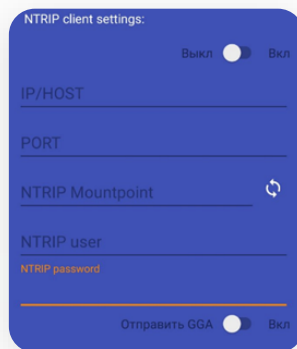 NTRIP client settings:
Выкл Вкл
IP/HOST
PORT
NTRIP Mountpoint
NTRIP user
NTRIP password
Отправить GGA Вкл